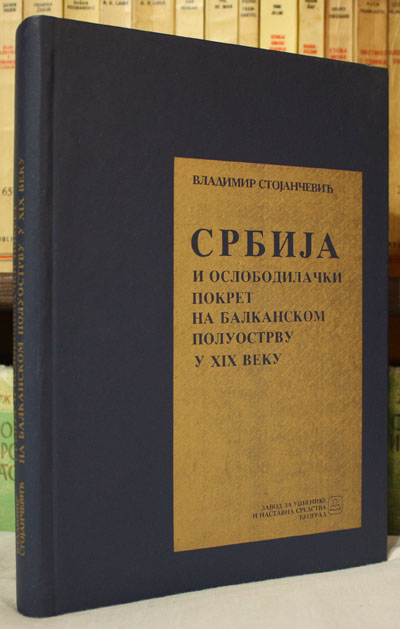 ВЛАДИМИР СТОЈАНЧЕВИЋ
СРБИЈА
И ОСЛОБОДИЛАЧКИ
ПОКРЕТ
НА БАЛКАНСКОМ
ПОЛУОСТРВУ
У XIX ВЕКУ
ЗАВОД ЗА УЏБЕНИКЕ
И НАСТАВНА СРЕДСТВА
БЕОГРАД
СТОЈАНЧЕВИЋ
НА БАЛКАНСКОМ ПОЛУОСТРВУ У XIX ВЕКУ